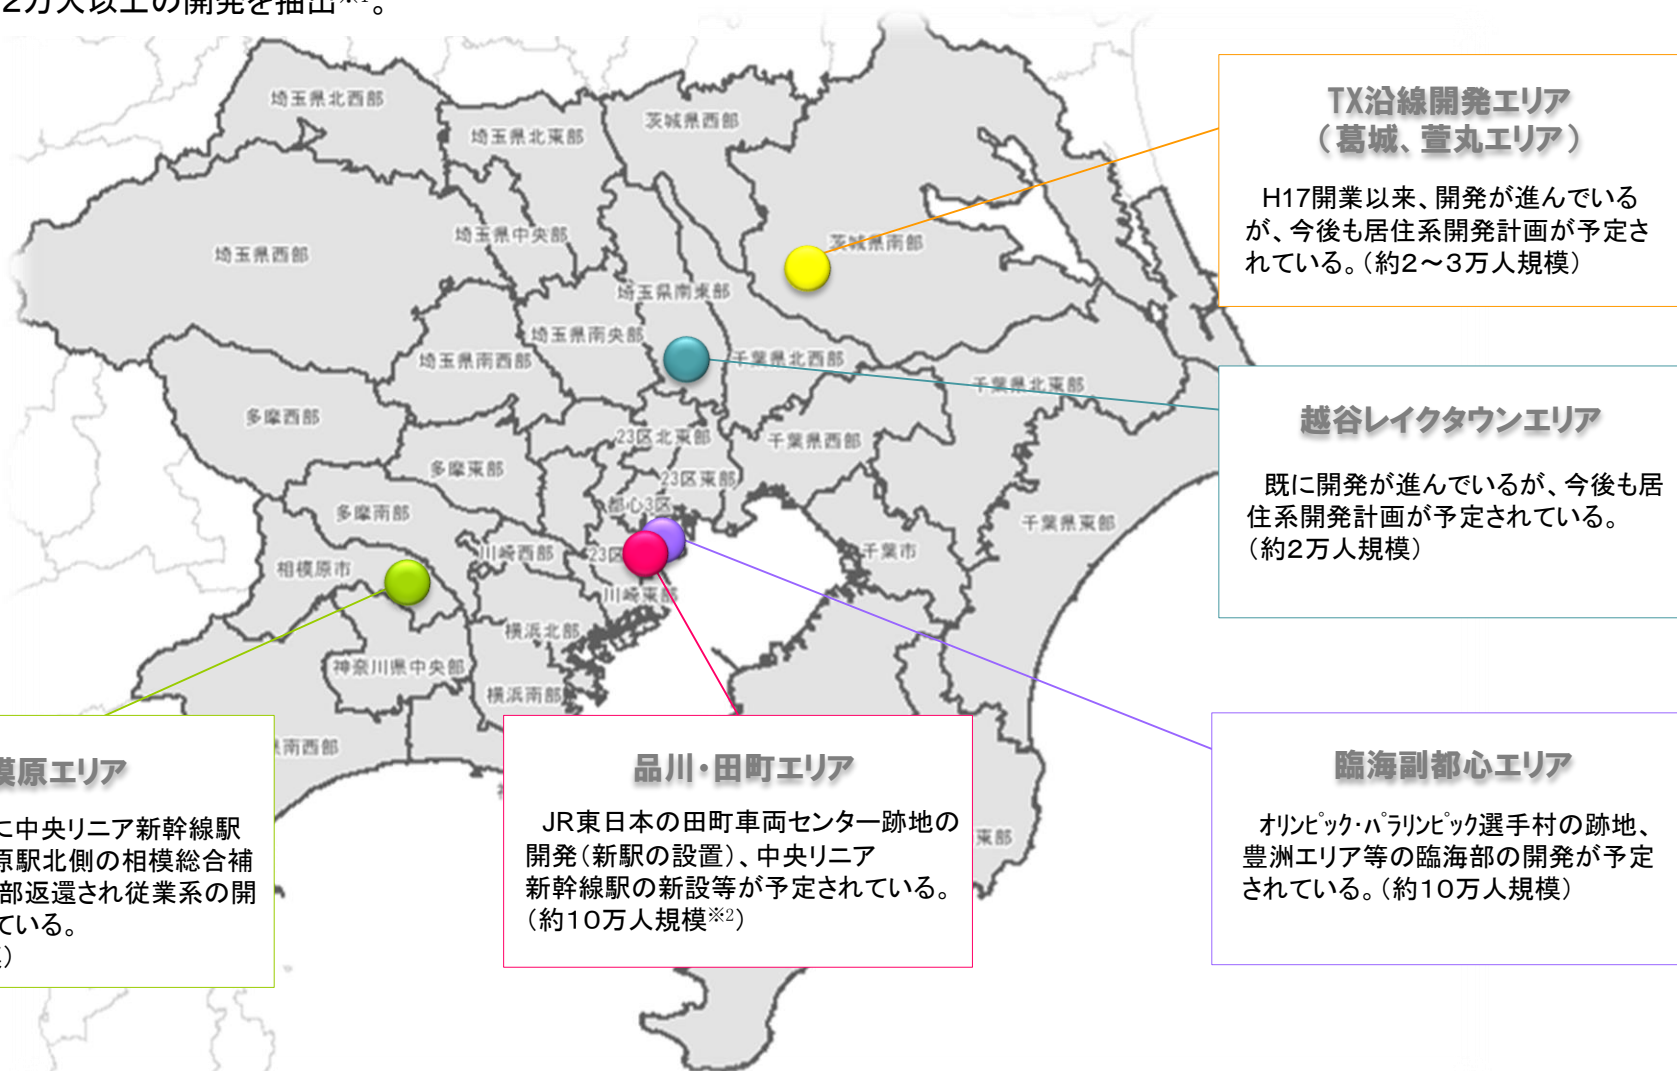 2万人以上の開発を抽出※1。
埼玉県北西部
埼玉県北東部
茨城県西部
埼玉県西部
埼玉県中央部
茨城県南部
埼玉県南東部
埼玉県南央部
埼玉県南西部
千葉県北西部
千葉県北東部
多摩西部
23区北東部
千葉県西部
多摩東部
23区東部
都心3区
多摩南部
千葉県東部
川崎西部
23区
千葉市
相模原市
川崎東部
横浜北部
神奈川県中央部
横浜南部
県南西部
東部
TX沿線開発エリア
(葛城、萱丸エリア)
H17開業以来、開発が進んでいる
が、今後も居住系開発計画が予定さ
れている。(約2～3万人規模)
越谷レイクタウンエリア
既に開発が進んでいるが、今後も居
住系開発計画が予定されている。
(約2万人規模)
模原エリア
に中央リニア新幹線駅
原駅北側の相模総合補
部返還され従業系の開
ている。
品川・田町エリア
JR東日本の田町車両センター跡地の
開発(新駅の設置)、中央リニア
新幹線駅の新設等が予定されている。
(約10万人規模※2)
臨海副都心エリア
ｵﾘﾝﾋﾟｯｸ・ﾊﾟﾗﾘﾝﾋﾟｯｸ選手村の跡地、
豊洲エリア等の臨海部の開発が予定
されている。(約10万人規模)